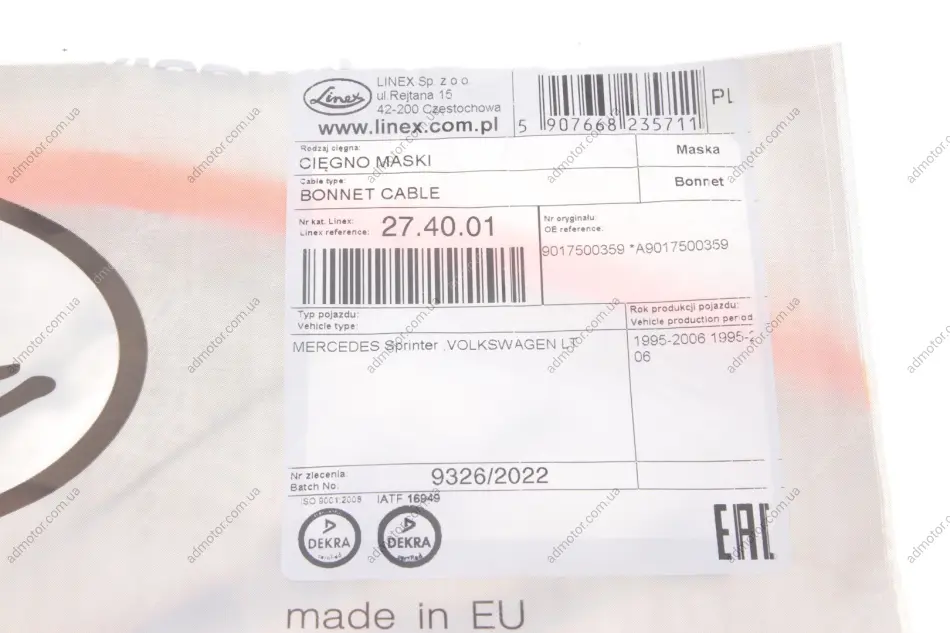 Linex
LINEX Sp. z o.o.
ul.Rejtana 15
42-200 Częstochowa
www.linex.com.pl
5 907668 235711
PL
Rodzaj cięgna:
CIĘGNO MASKI
Maska
Cable type:
BONNET CABLE
Bonnet
Nr kat. Linex:
Linex reference:
27.40.01
Nr oryginału:
OE reference:
9017500359 *A9017500359
Typ pojazdu:
Vehicle type:
Rok produkcji pojazdu:
Vehicle production period
MERCEDES Sprinter ,VOLKSWAGEN LT
1995-2006 1995-2
06
Nr zlecenia:
Batch No.
9326/2022
ISO 9001:2008
IATF 16949
DEKRA
certified
DEKRA
certified
EAC
made in EU
admotor.com.ua